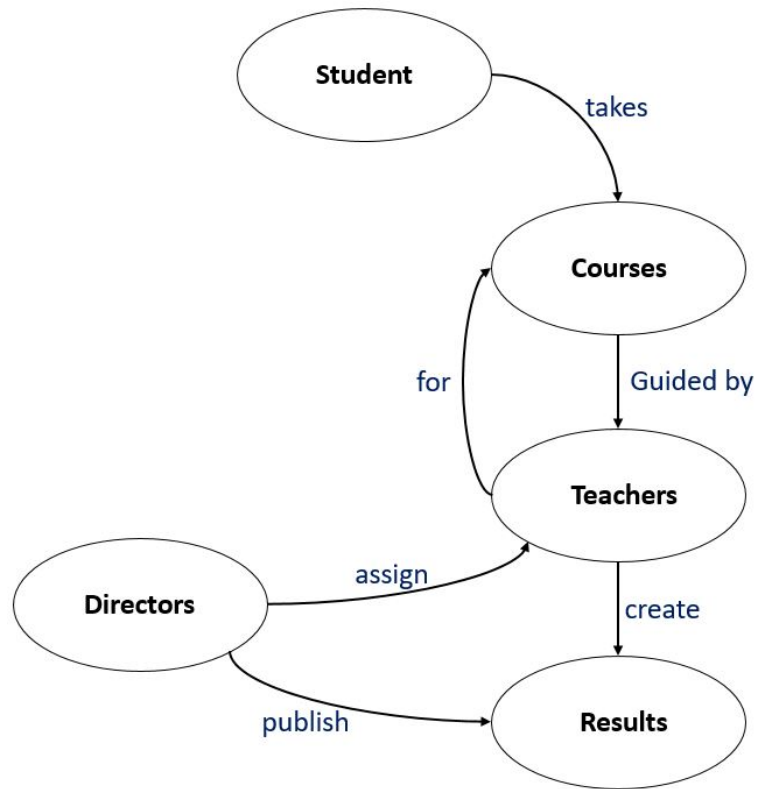 Student
takes
Courses
for
Guided by
Teachers
assign
Directors
create
publish
Results